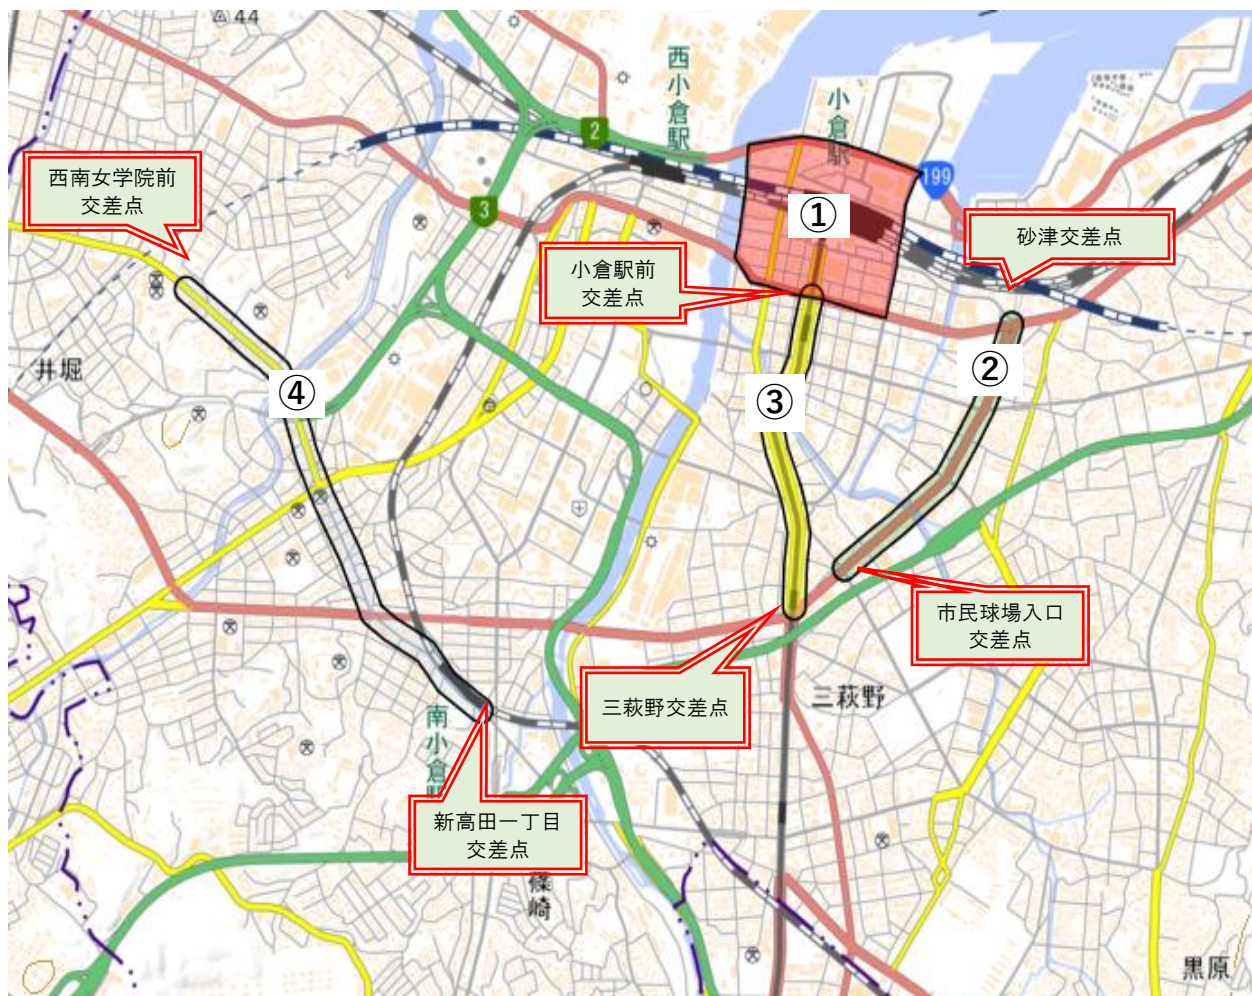 44
西小倉駅
小倉駅
2
199
西南女学院前
交差点
①
3
砂津交差点
小倉駅前
交差点
井堀
②
④
③
市民球場入口
交差点
三萩野交差点
三萩野
南小倉駅
新高田一丁目
交差点
篠崎
黒原